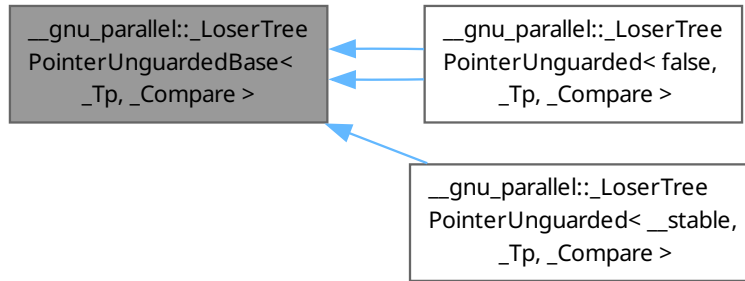 __gnu_parallel::_LoserTree
PointerUnguardedBase<
_Tp, _Compare >
__gnu_parallel::_LoserTree
PointerUnguarded< false,
_Tp, _Compare >
__gnu_parallel::_LoserTree
PointerUnguarded< __stable,
_Tp, _Compare >